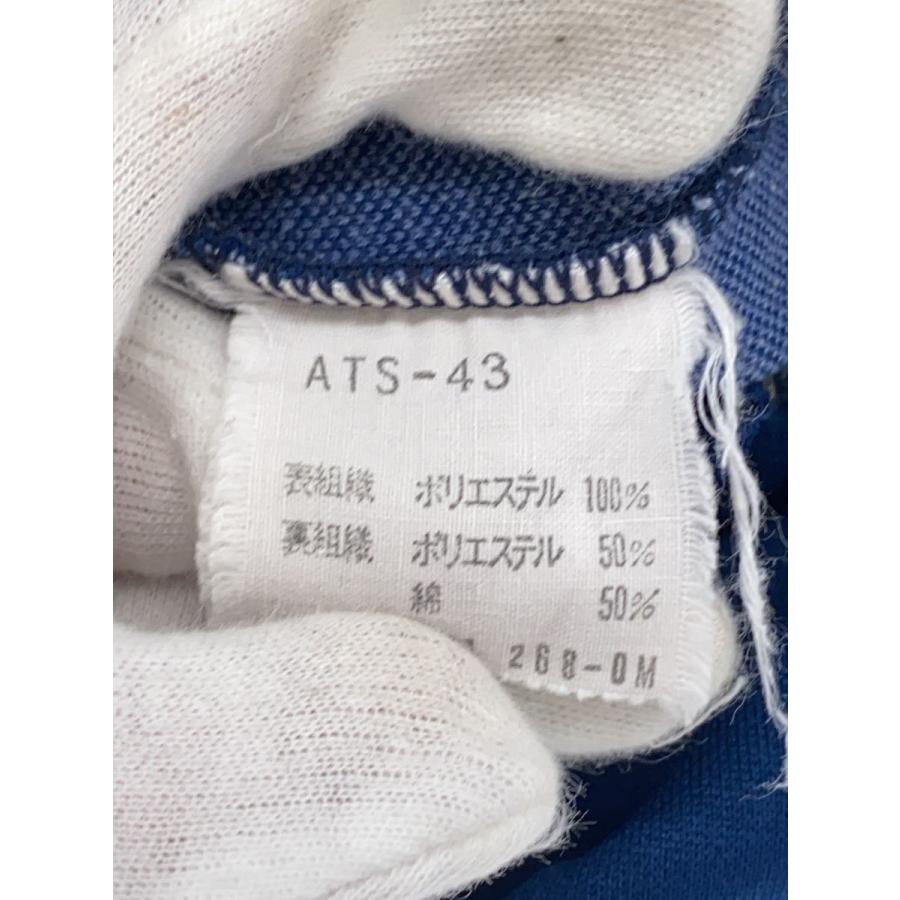 ATS-43
表組織 ポリエステル 100%
裏組織 ポリエステル 50%
綿 50%
268-0M